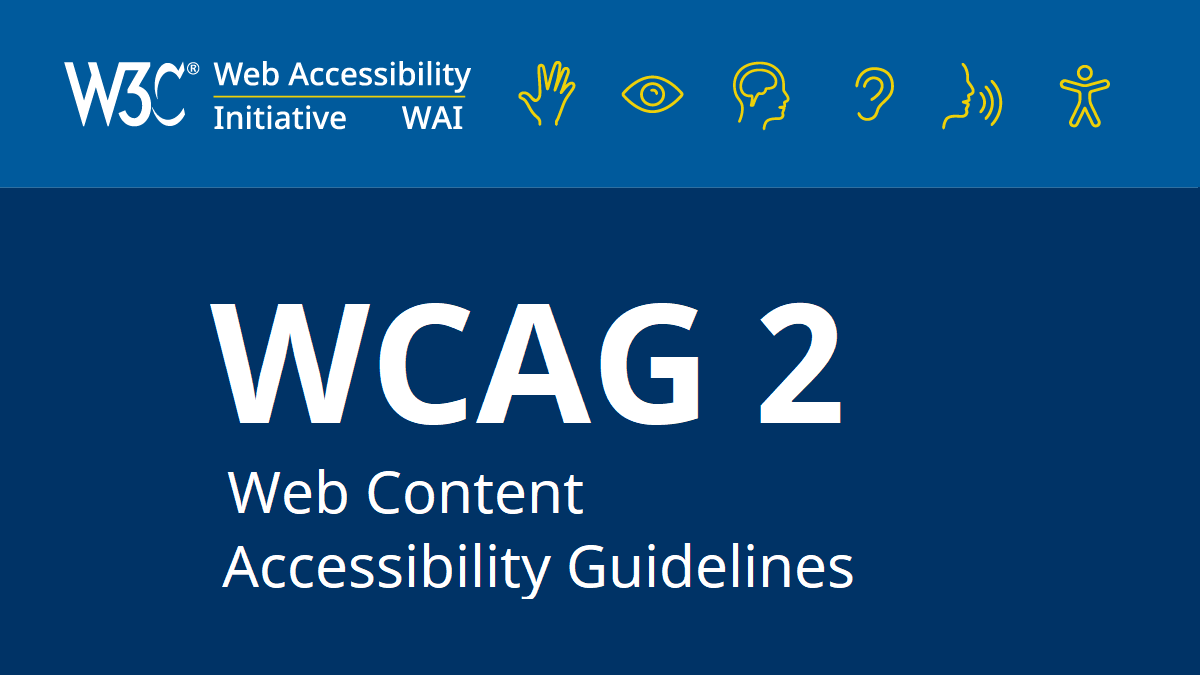 W3C® Web Accessibility
Initiative WAI
WCAG 2
Web Content
Accessibility Guidelines